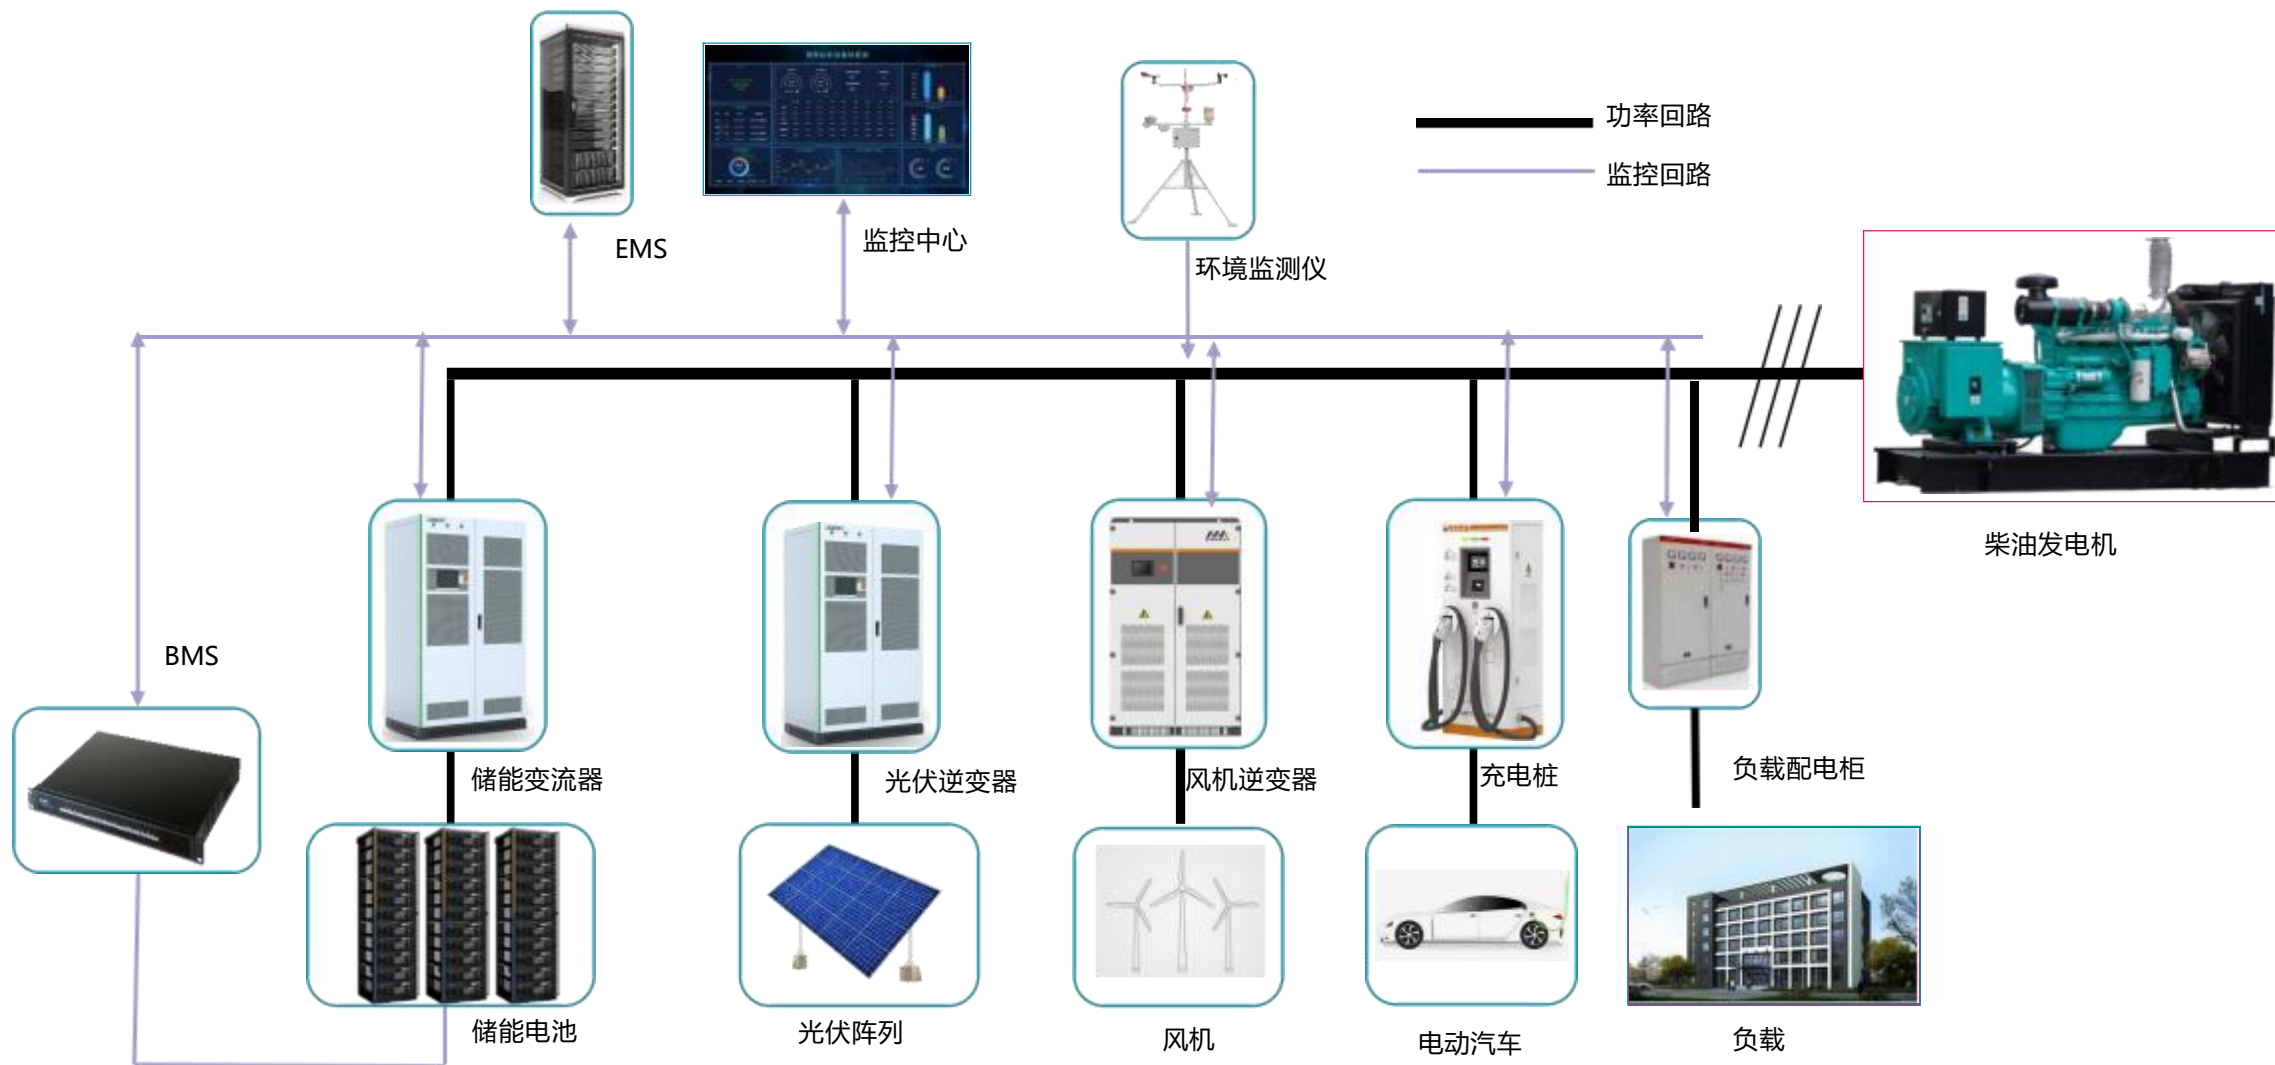 功率回路
监控回路
EMS
监控中心
环境监测仪
柴油发电机
BMS
储能变流器
光伏逆变器
风机逆变器
充电桩
负载配电柜
储能电池
光伏阵列
风机
电动汽车
负载